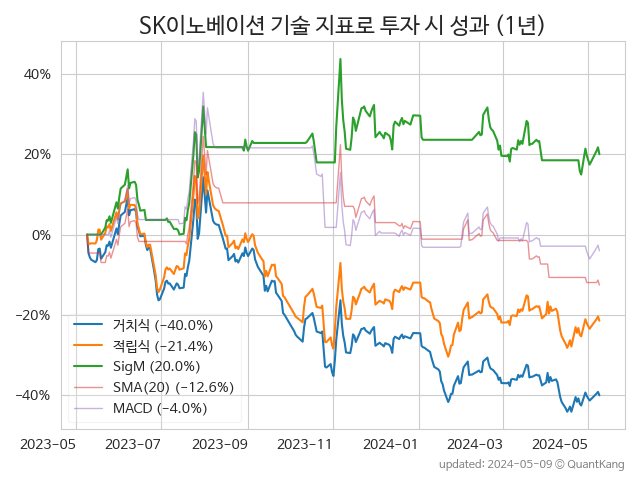 SK이노베이션 기술 지표로 투자 시 성과 (1년)
40%
20%
0%
−20%
−40%
거치식 (−40.0%)
적립식 (−21.4%)
SigM (20.0%)
SMA(20) (−12.6%)
MACD (−4.0%)
2023-05 2023-07 2023-09 2023-11 2024-01 2024-03 2024-05
updated: 2024-05-09 © QuantKang